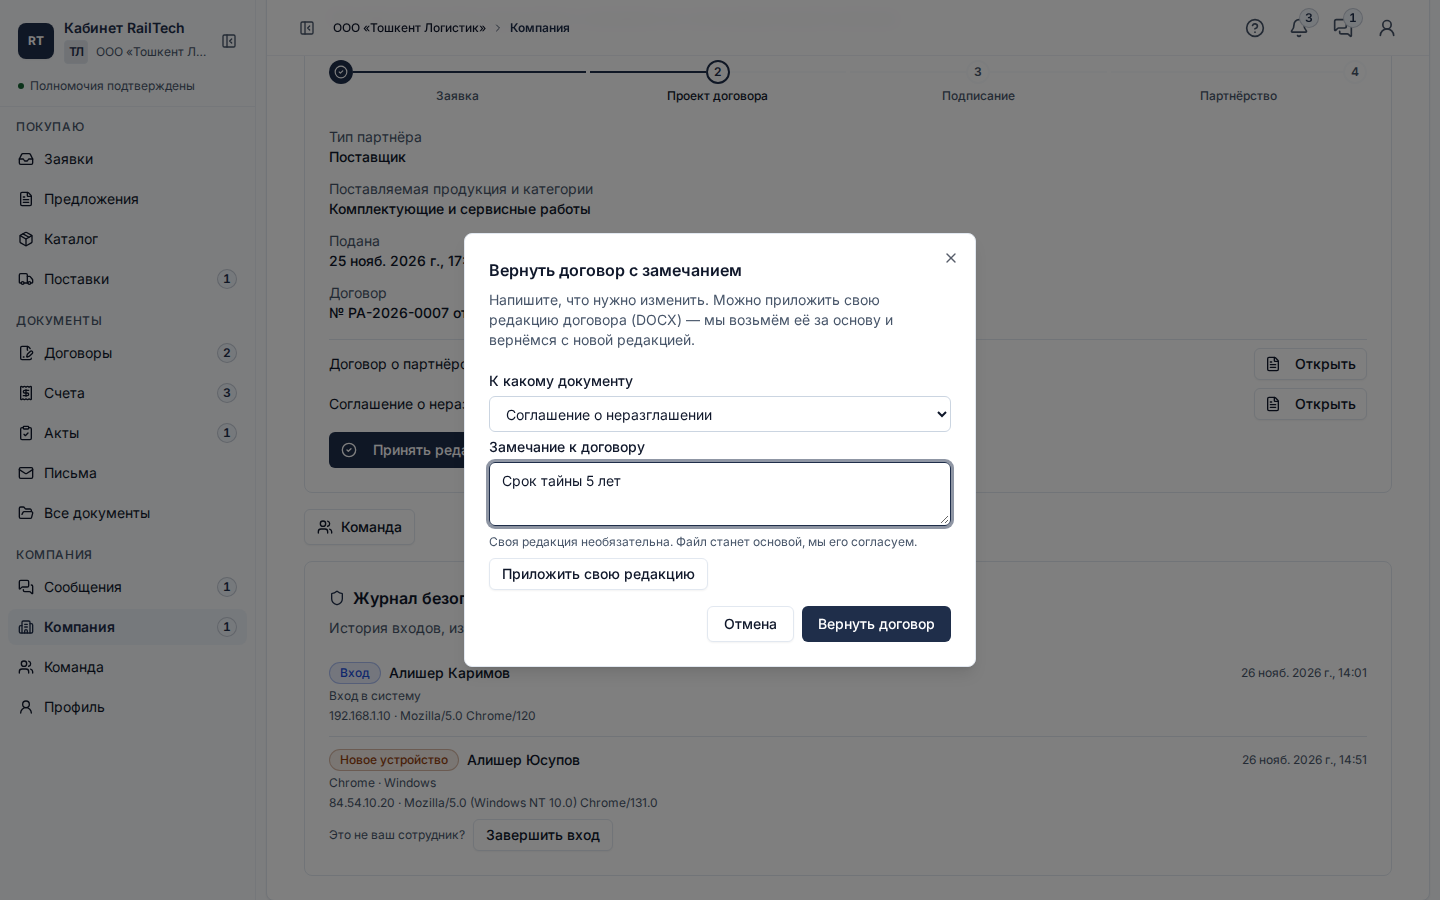 RT
Кабинет RailTech
ТЛ ООО «Тошкент Л...
Полномочия подтверждены
ПОКУПАЮ
Заявки
Предложения
Каталог
Поставки 1
ДОКУМЕНТЫ
Договоры 2
Счета 3
Акты 1
Письма
Все документы
КОМПАНИЯ
Сообщения 1
Компания 1
Команда
Профиль
ООО «Тошкент Логистик» > Компания
3
1
2 3 4
Заявка Проект договора Подписание Партнёрство
Тип партнёра
Поставщик
Поставляемая продукция и категории
Комплектующие и сервисные работы
Подана
25 нояб. 2026 г., 17:
Договор
№ PA-2026-0007
Договор о Открыть
Соглашение о Открыть
Принять
Команда
Журнал
История входов,
Вход Алишер Каримов 26 нояб. 2026 г., 14:01
Вход в систему
192.168.1.10 · Mozilla/5.0 Chrome/120
Новое устройство Алишер Юсупов 26 нояб. 2026 г., 14:51
Chrome · Windows
84.54.10.20 · Mozilla/5.0 (Windows NT 10.0) Chrome/131.0
Это не ваш сотрудник? Завершить вход
Вернуть договор с замечанием
Напишите, что нужно изменить. Можно приложить свою
редакцию договора (DOCX) — мы возьмём её за основу и
вернёмся с новой редакцией.
К какому документу
Соглашение о неразглашении
Замечание к договору
Срок тайны 5 лет
Своя редакция необязательна. Файл станет основой, мы его согласуем.
Приложить свою редакцию
Отмена
Вернуть договор